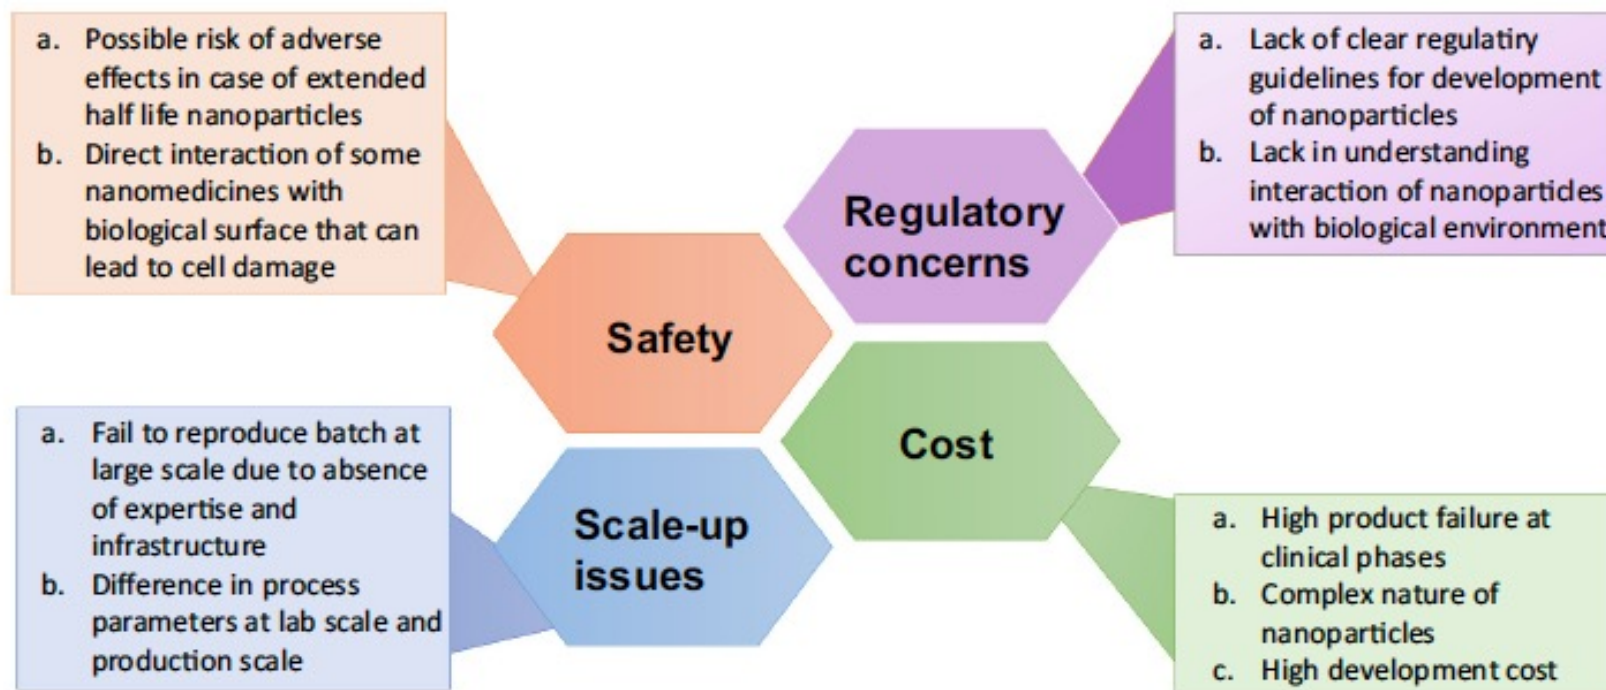 a. Possible risk of adverse
effects in case of extended
half life nanoparticles
b. Direct interaction of some
nanomedicines with
biological surface that can
lead to cell damage
a. Lack of clear regulatiry
guidelines for development
of nanoparticles
b. Lack in understanding
interaction of nanoparticles
with biological environment
Regulatory
concerns
Safety
Cost
Scale-up
issues
a. Fail to reproduce batch at
large scale due to absence
of expertise and
infrastructure
b. Difference in process
parameters at lab scale and
production scale
a. High product failure at
clinical phases
b. Complex nature of
nanoparticles
c. High development cost